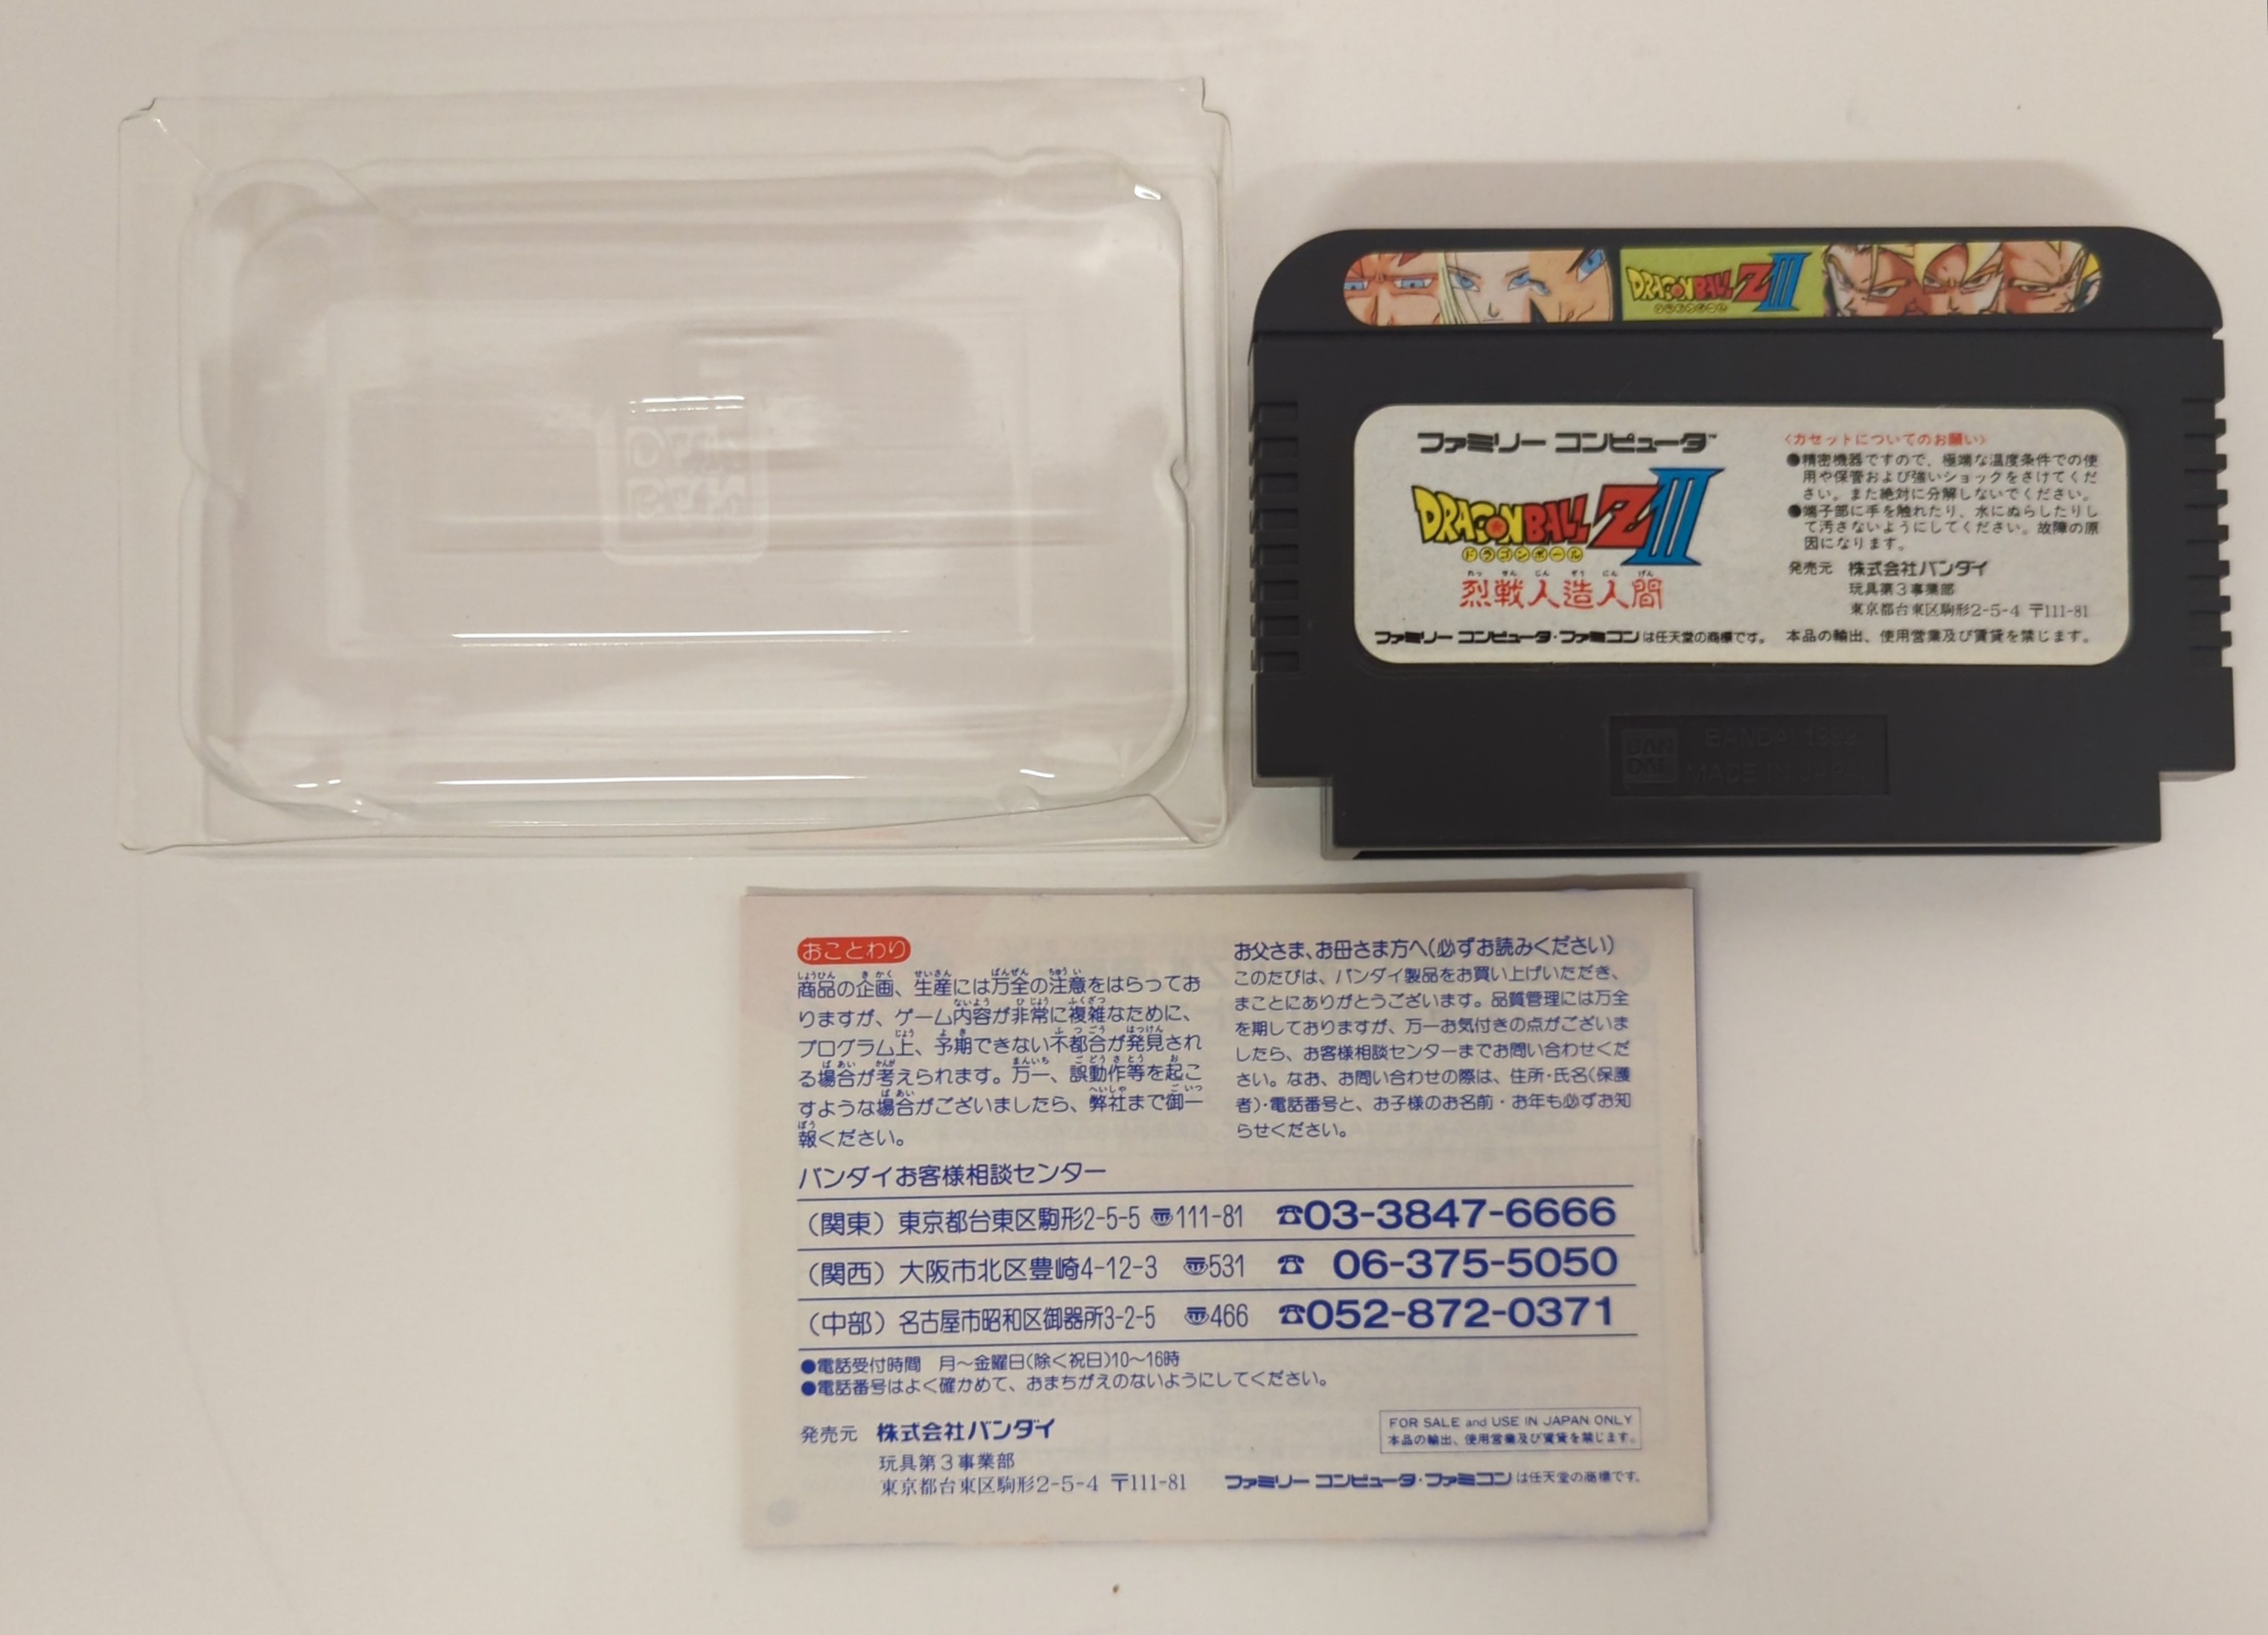 DRAGON BALL Z III
ドラゴンボール
ファミリー コンピュータ™
DRAGON BALL Z III
ドラゴンボール
れっ せん じん ぞう にん げん
烈戦人造人間
ファミリー コンピュータ・ファミコンは任天堂の商標です。
〈カセットについてのお願い〉
●精密機器ですので、極端な温度条件での使
用や保管および強いショックをさけてくだ
さい。また絶対に分解しないでください。
●端子部に手を触れたり、水にぬらしたりし
て汚さないようにしてください。故障の原
因になります。
発売元 株式会社バンダイ
玩具第3事業部
東京都台東区駒形2-5-4 〒111-81
本品の輸出、使用営業及び賃貸を禁じます。
BAN
DAI
BANDAI 1992
MADE IN JAPAN
おことわり
商品の企画、生産には万全の注意をはらってお
りますが、ゲーム内容が非常に複雑なために、
プログラム上、予期できない不都合が発見され
る場合が考えられます。万一、誤動作等を起こ
すような場合がございましたら、弊社まで御一
報ください。
お父さま、お母さま方へ(必ずお読みください)
このたびは、バンダイ製品をお買い上げいただき、
まことにありがとうございます。品質管理には万全
を期しておりますが、万一お気付きの点がございま
したら、お客様相談センターまでお問い合わせくだ
さい。なお、お問い合わせの際は、住所・氏名(保護
者)・電話番号と、お子様のお名前・お年も必ずお知
らせください。
バンダイお客様相談センター
(関東) 東京都台東区駒形2-5-5 〠111-81 ☎03-3847-6666
(関西) 大阪市北区豊崎4-12-3 〠531 ☎ 06-375-5050
(中部) 名古屋市昭和区御器所3-2-5 〠466 ☎052-872-0371
●電話受付時間 月〜金曜日(除く祝日)10〜16時
●電話番号はよく確かめて、おまちがえのないようにしてください。
発売元 株式会社バンダイ
玩具第3事業部
東京都台東区駒形2-5-4 〒111-81
FOR SALE and USE IN JAPAN ONLY
本品の輸出、使用営業及び賃貸を禁じます。
ファミリー コンピュータ・ファミコンは任天堂の商標です。